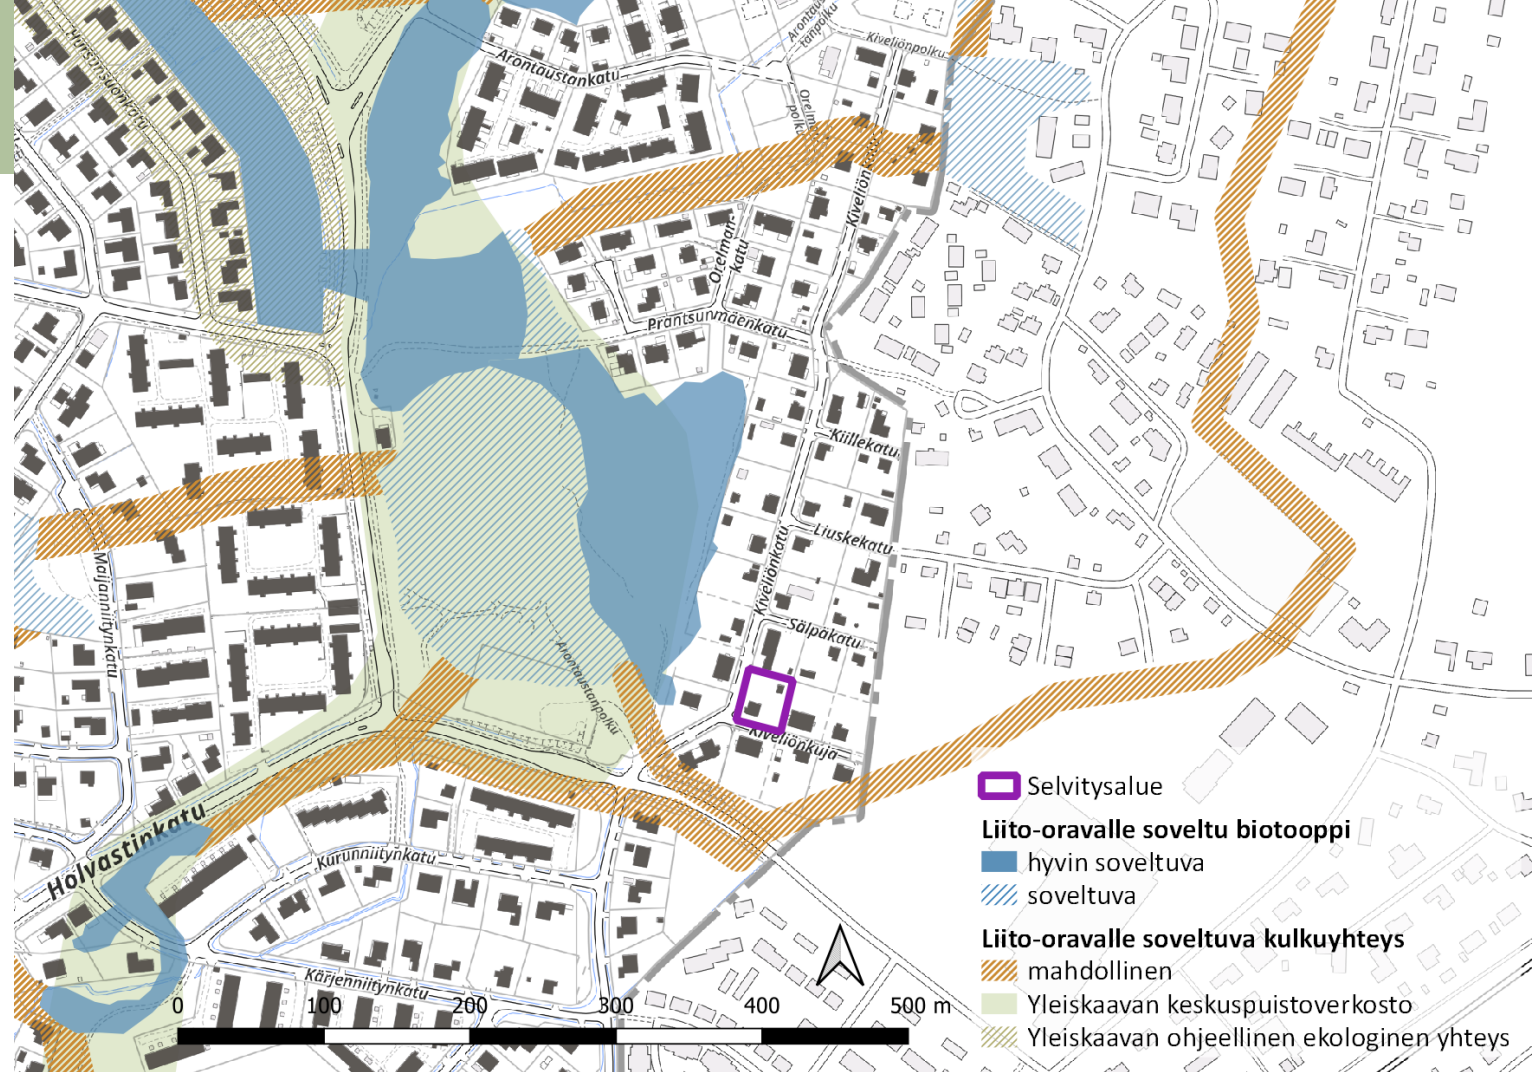 Hursonsuonkatu
Arontaustankatu
Kiveliönpolku
Kiveliönkatu
Orelman-
katu
Prantsunmäenkatu
Kiillekatu
Liuskekatu
Kiveliönkatu
Sälpäkatu
Maijanniitynkatu
Arontaustanpolku
Kiveliönkuja
Holvastinkatu
Kurunniitynkatu
Kärjenniitynkatu
Selvitysalue
Liito-oravalle soveltu biotooppi
hyvin soveltuva
soveltuva
Liito-oravalle soveltuva kulkuyhteys
mahdollinen
Yleiskaavan keskuspuistoverkosto
Yleiskaavan ohjeellinen ekologinen yhteys
0 100 200 300 400 500 m